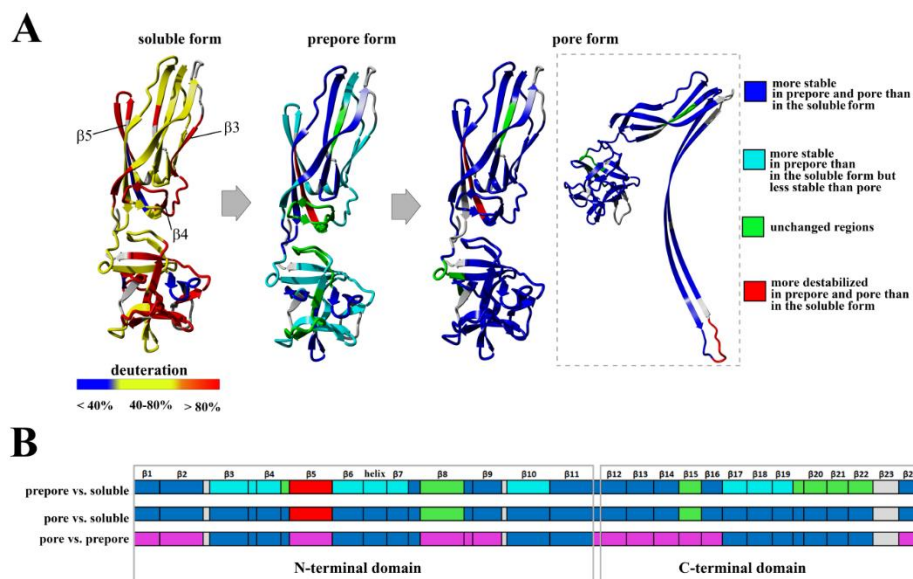 A
soluble form
prepore form
pore form
β5
β3
β4
more stable
in prepore and pore than
in the soluble form
more stable
in prepore than
in the soluble form but
less stable than pore
unchanged regions
more destabilized
in prepore and pore than
in the soluble form
deuteration
< 40% 40-80% > 80%
B
β1 β2 β3 β4 β5 β6 helix β7 β8 β9 β10 β11 β12 β13 β14 β15 β16 β17 β18 β19 β20 β21 β22 β23
prepore vs. soluble
pore vs. soluble
pore vs. prepore
N-terminal domain
C-terminal domain